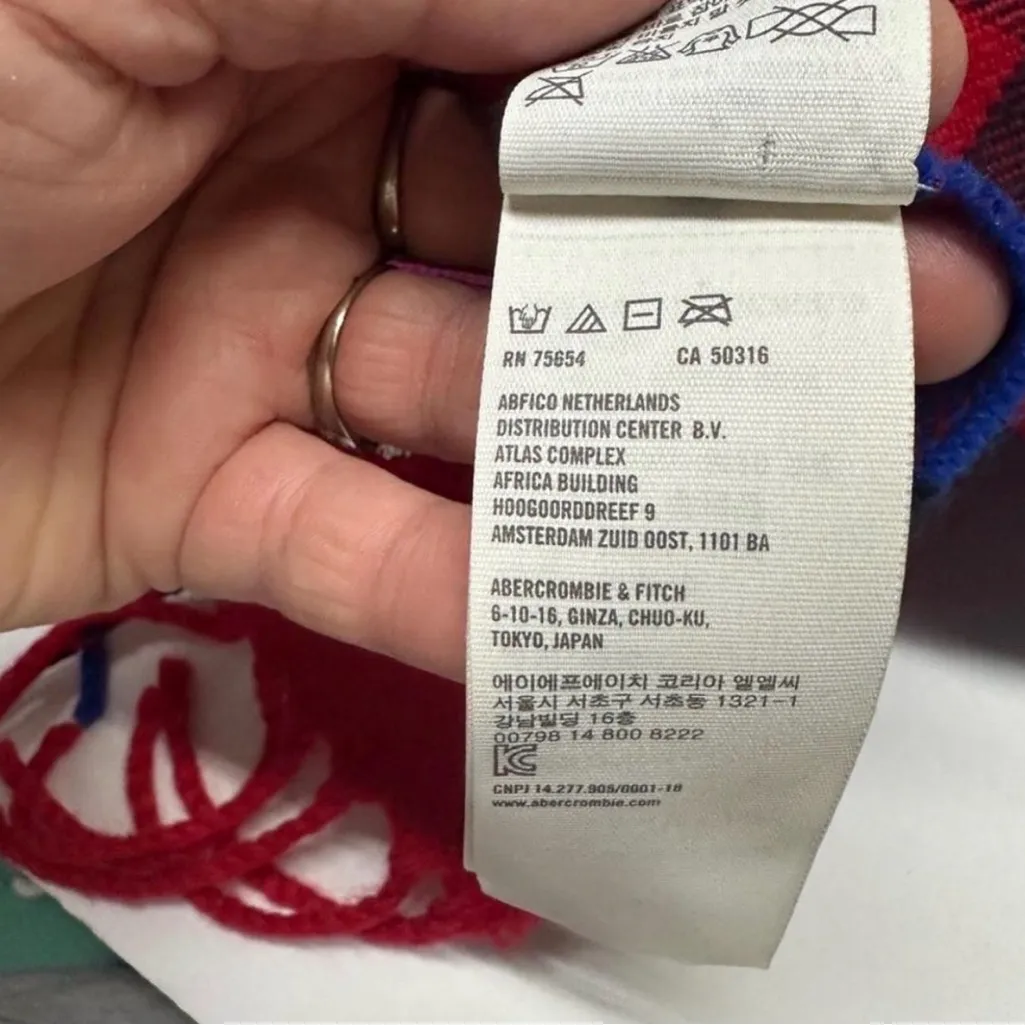 RN 75654 CA 50316
ABFICO NETHERLANDS
DISTRIBUTION CENTER B.V.
ATLAS COMPLEX
AFRICA BUILDING
HOOGOORDDREEF 9
AMSTERDAM ZUID OOST, 1101 BA
ABERCROMBIE & FITCH
6-10-16, GINZA, CHUO-KU,
TOKYO, JAPAN
에이에프에이치 코리아 엘엘씨
서울시 서초구 서초동 1321-1
강남빌딩 16층
00798 14 800 8222
KC
CNPJ 14.277.909/0001-18
www.abercrombie.com